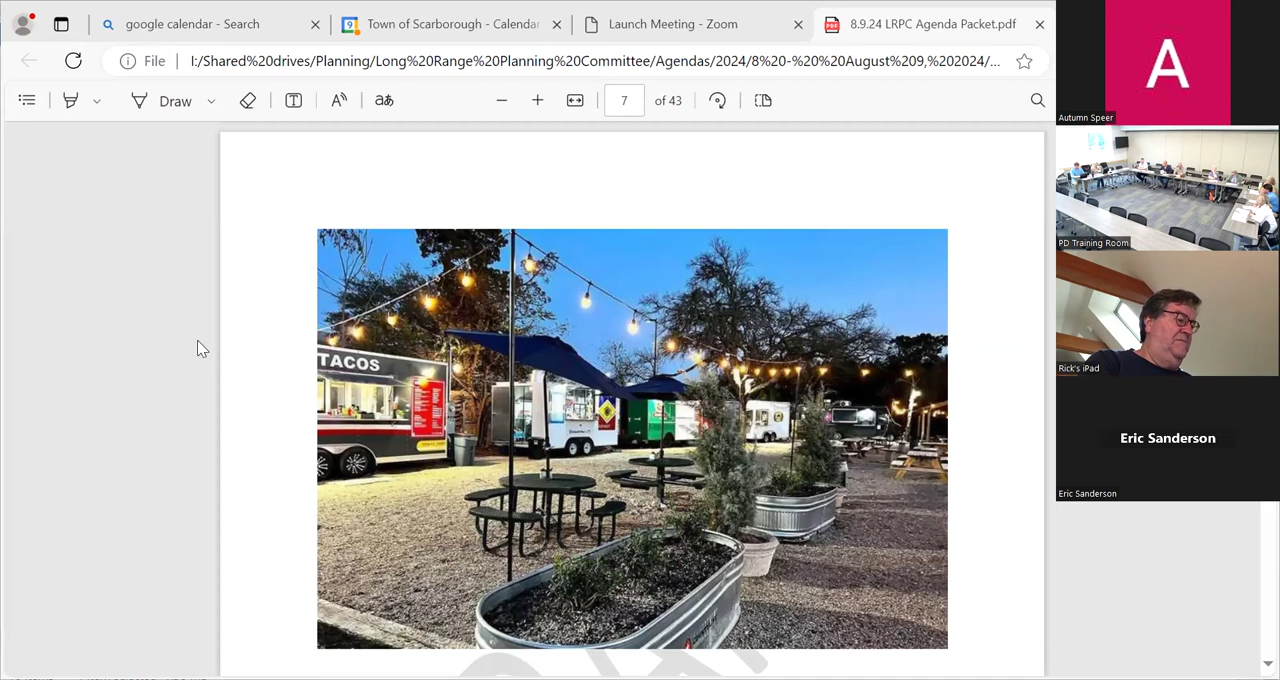 google calendar - Search
Town of Scarborough - Calendar
Launch Meeting - Zoom
8.9.24 LRPC Agenda Packet.pdf
File
I:/Shared%20drives/Planning/Long%20Range%20Planning%20Committee/Agendas/2024/8%20-%20%20August%209,%202024/...
Draw
7
of 43
TACOS
A
Autumn Speer
PD Training Room
Rick's iPad
Eric Sanderson
Eric Sanderson